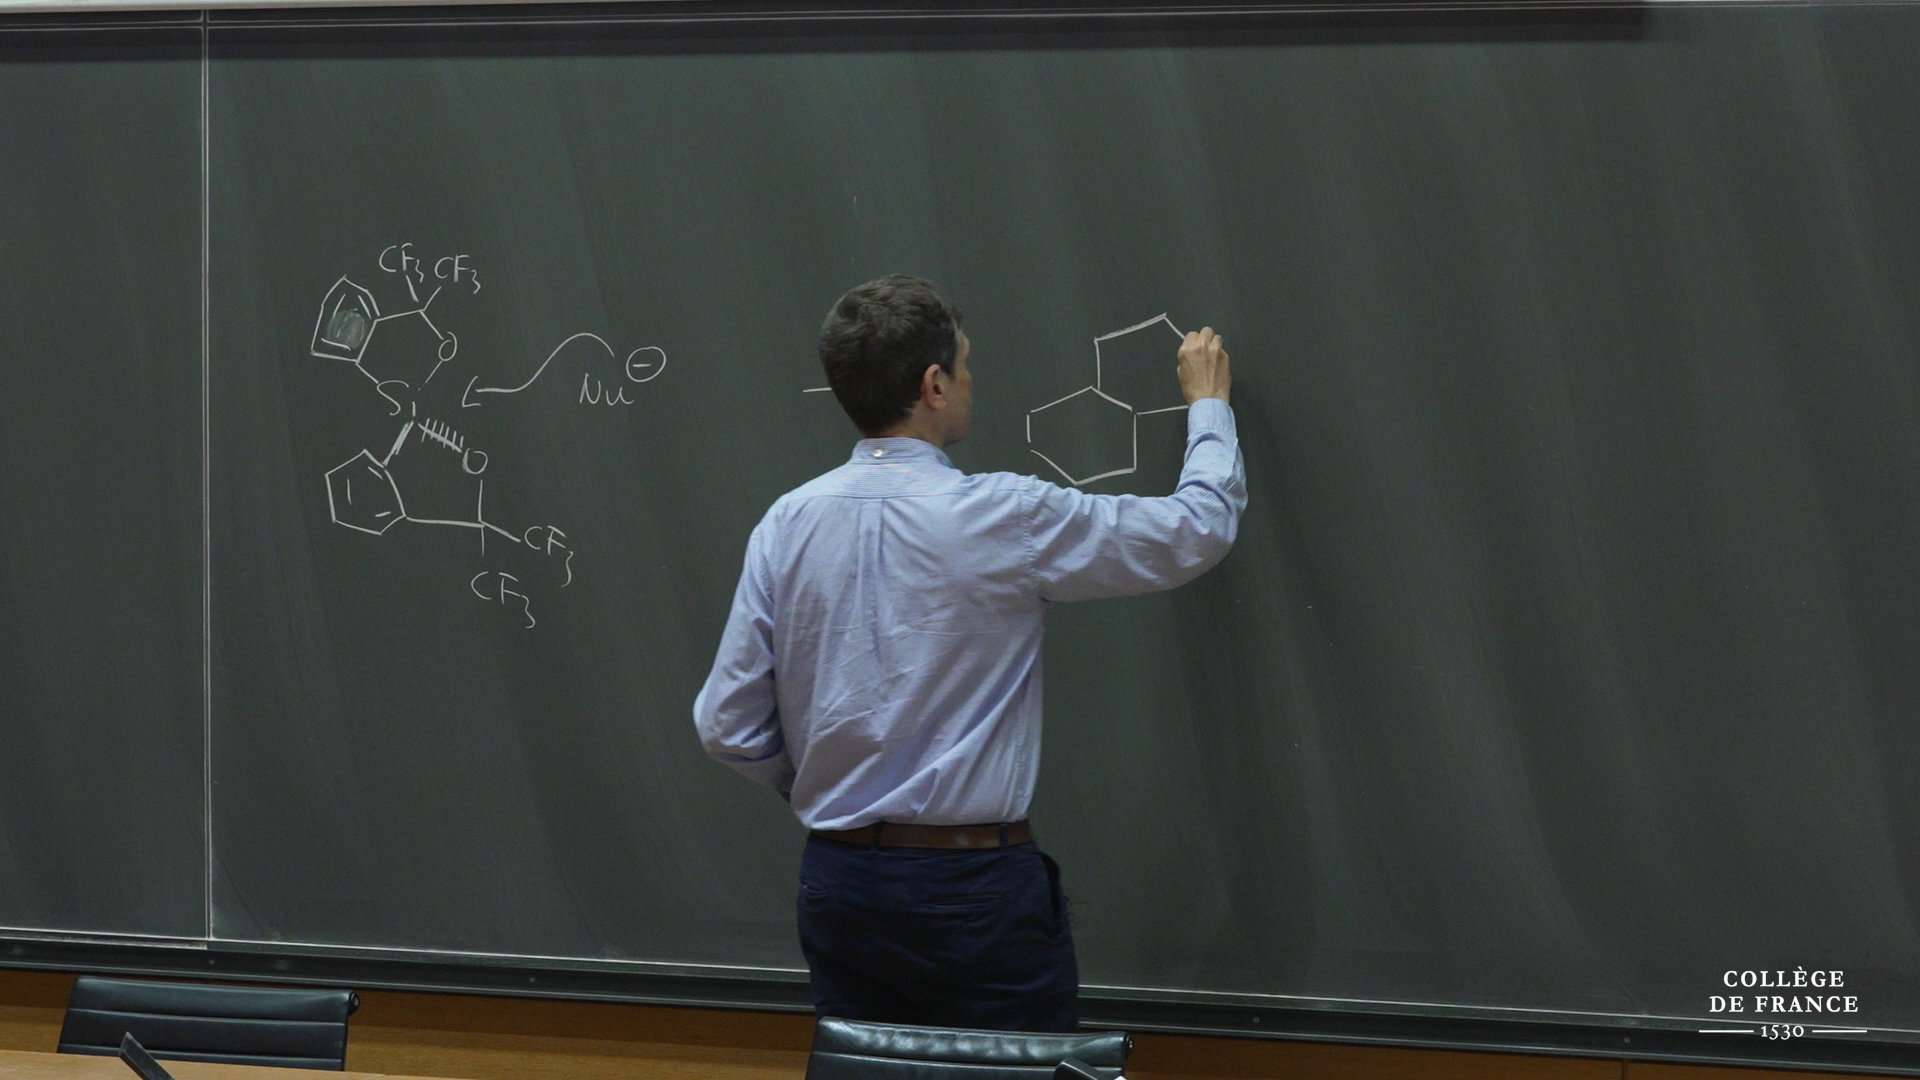 CF3 CF3
O
Si
Nu⊖
O
CF3
CF3
COLLÈGE
DE FRANCE
1530